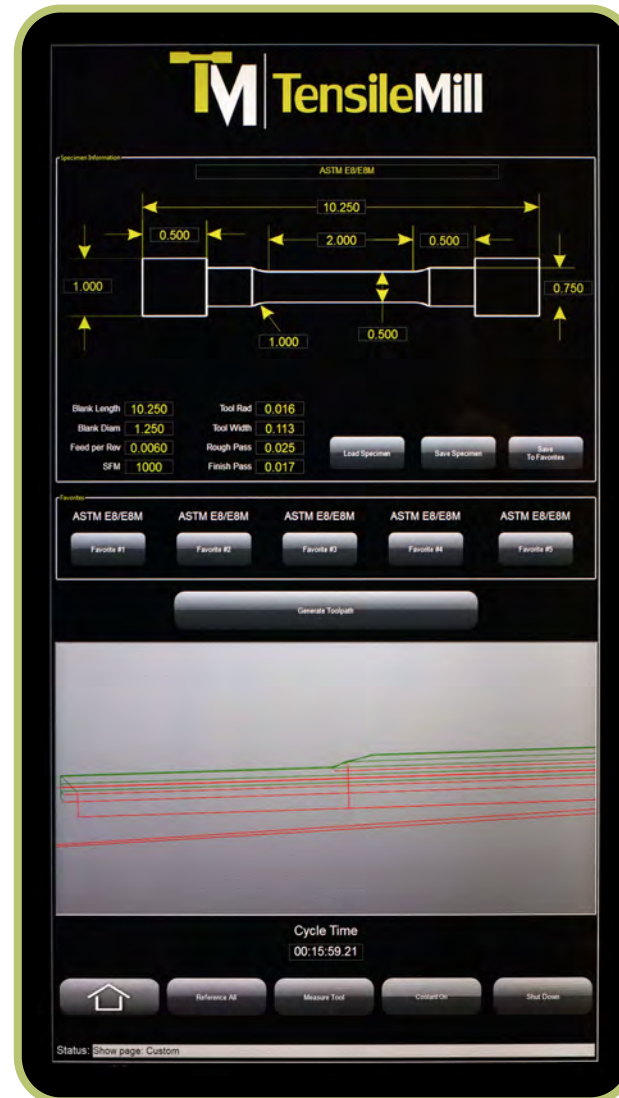 TM TensileMill
Specimen Information
ASTM E8/E8M
10.250
0.500
2.000
0.500
1.000
0.750
1.000
0.500
Blank Length 10.250 Tool Rad 0.016
Blank Diam 1.250 Tool Width 0.113
Feed per Rev 0.0060 Rough Pass 0.025
SFM 1000 Finish Pass 0.017
Load Specimen Save Specimen Save To Favorites
Favorites
ASTM E8/E8M ASTM E8/E8M ASTM E8/E8M ASTM E8/E8M ASTM E8/E8M
Favorite #1 Favorite #2 Favorite #3 Favorite #4 Favorite #5
Generate Toolpath
Cycle Time
00:15:59.21
Reference All Measure Tool Coolant On Shut Down
Status: Show page: Custom